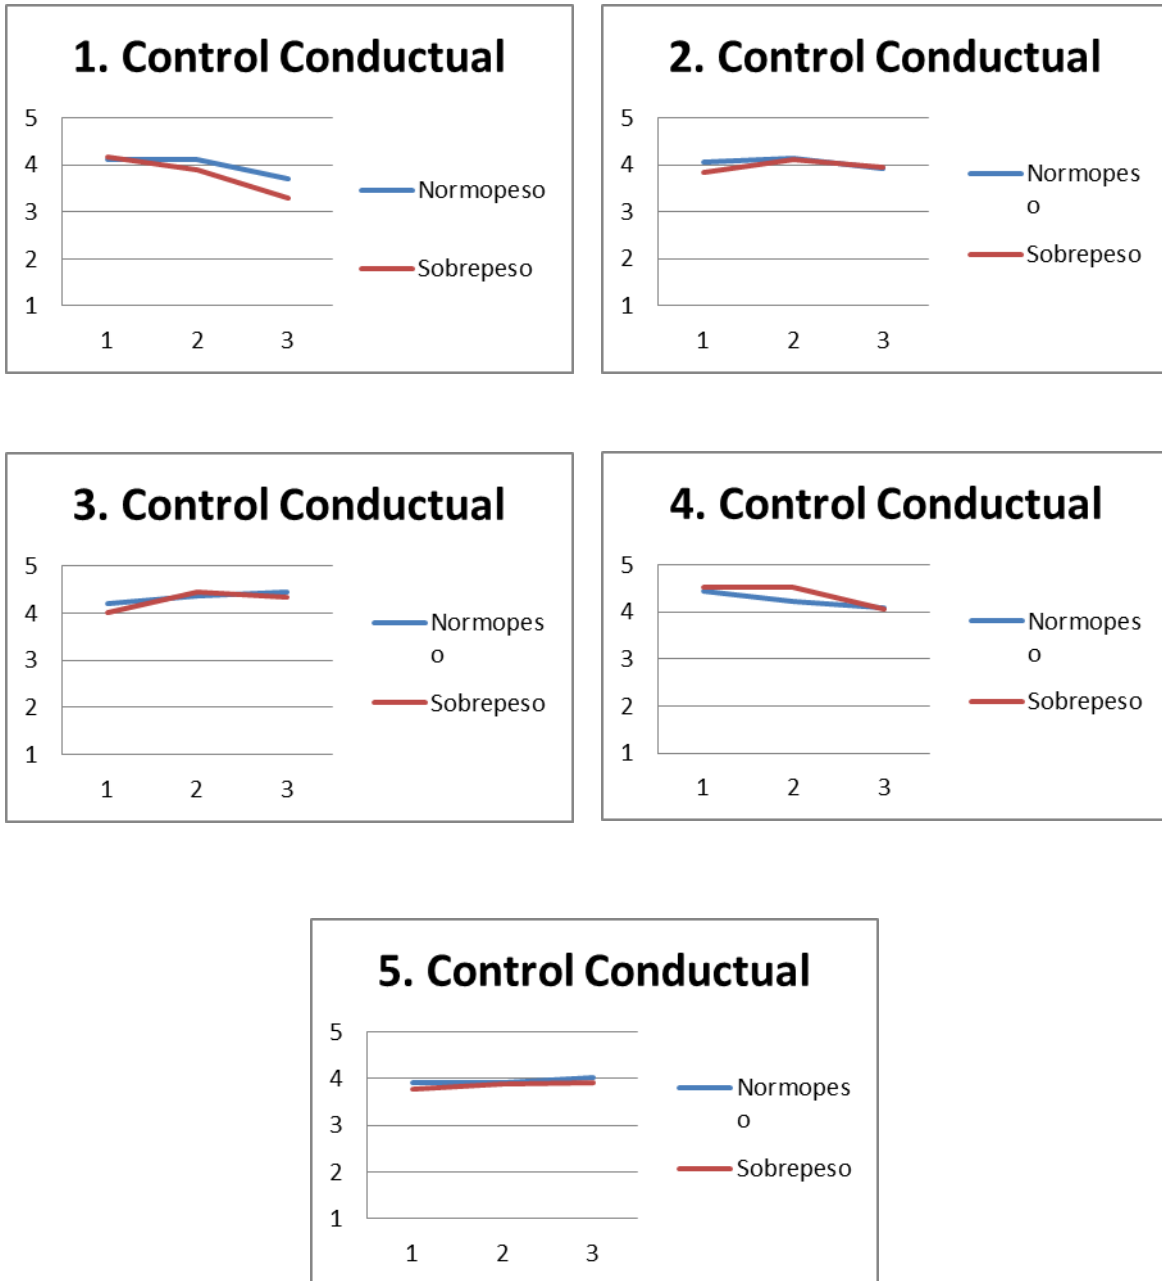 1. Control Conductual
5
4
3
2
1
1 2 3
Normopeso
Sobrepeso
2. Control Conductual
5
4
3
2
1
1 2 3
Normopes
o
Sobrepeso
3. Control Conductual
5
4
3
2
1
1 2 3
Normopes
o
Sobrepeso
4. Control Conductual
5
4
3
2
1
1 2 3
Normopes
o
Sobrepeso
5. Control Conductual
5
4
3
2
1
1 2 3
Normopes
o
Sobrepeso